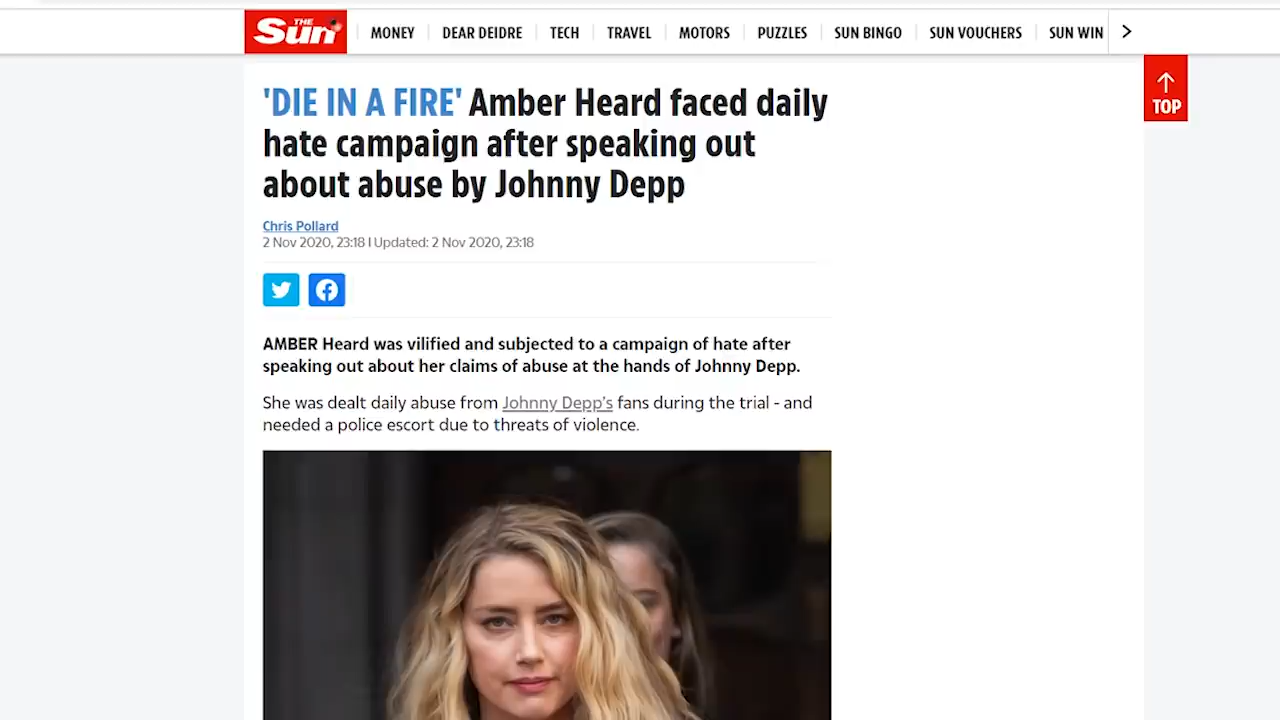 THE
Sun
MONEY DEAR DEIDRE TECH TRAVEL MOTORS PUZZLES SUN BINGO SUN VOUCHERS SUN WIN
TOP
'DIE IN A FIRE' Amber Heard faced daily
hate campaign after speaking out
about abuse by Johnny Depp
Chris Pollard
2 Nov 2020, 23:18 | Updated: 2 Nov 2020, 23:18
AMBER Heard was vilified and subjected to a campaign of hate after
speaking out about her claims of abuse at the hands of Johnny Depp.
She was dealt daily abuse from Johnny Depp's fans during the trial - and
needed a police escort due to threats of violence.